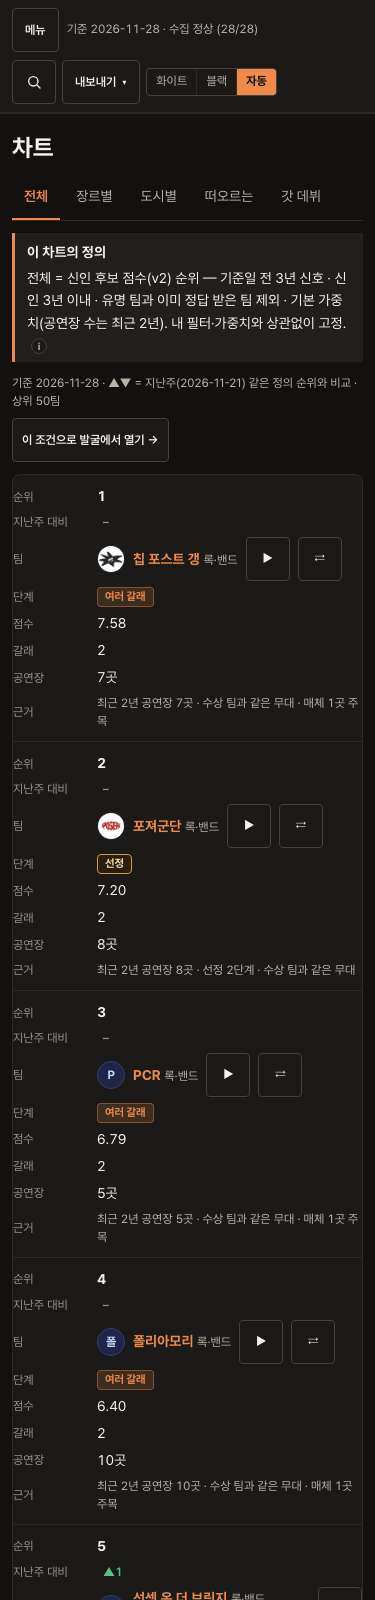 메뉴 기준 2026-11-28 · 수집 정상 (28/28)
내보내기 ▾ 화이트 블랙 자동
차트
전체 장르별 도시별 떠오르는 갓 데뷔
이 차트의 정의
전체 = 신인 후보 점수(v2) 순위 — 기준일 전 3년 신호 · 신
인 3년 이내 · 유명 팀과 이미 정답 받은 팀 제외 · 기본 가중
치(공연장 수는 최근 2년). 내 필터·가중치와 상관없이 고정.
i
기준 2026-11-28 · ▲▼ = 지난주(2026-11-21) 같은 정의 순위와 비교 ·
상위 50팀
이 조건으로 발굴에서 열기 →
순위 1
지난주 대비 –
팀 칩 포스트 갱 록·밴드 ▶ ⇄
단계 여러 갈래
점수 7.58
갈래 2
공연장 7곳
근거 최근 2년 공연장 7곳 · 수상 팀과 같은 무대 · 매체 1곳 주
목
순위 2
지난주 대비 –
팀 포져군단 록·밴드 ▶ ⇄
단계 선정
점수 7.20
갈래 2
공연장 8곳
근거 최근 2년 공연장 8곳 · 선정 2단계 · 수상 팀과 같은 무대
순위 3
지난주 대비 –
팀 P PCR 록·밴드 ▶ ⇄
단계 여러 갈래
점수 6.79
갈래 2
공연장 5곳
근거 최근 2년 공연장 5곳 · 수상 팀과 같은 무대 · 매체 1곳 주
목
순위 4
지난주 대비 –
팀 폴 폴리아모리 록·밴드 ▶ ⇄
단계 여러 갈래
점수 6.40
갈래 2
공연장 10곳
근거 최근 2년 공연장 10곳 · 수상 팀과 같은 무대 · 매체 1곳
주목
순위 5
지난주 대비 ▲1
선셋 온 더 브릿지 록·밴드